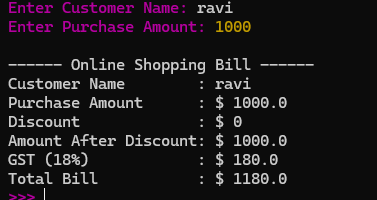 Enter Customer Name: ravi
Enter Purchase Amount: 1000
------ Online Shopping Bill ------
Customer Name        : ravi
Purchase Amount      : $ 1000.0
Discount             : $ 0
Amount After Discount: $ 1000.0
GST (18%)            : $ 180.0
Total Bill           : $ 1180.0
>>>